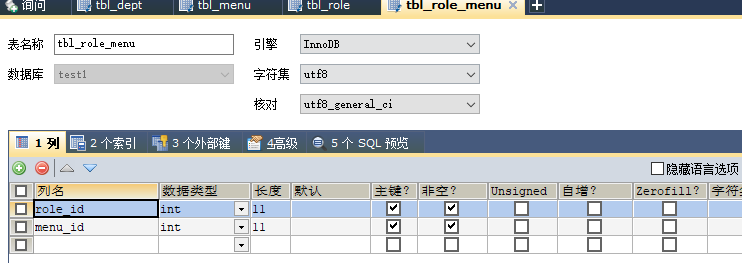 询问 tbl_dept tbl_menu tbl_role tbl_role_menu
表名称 tbl_role_menu 引擎 InnoDB
数据库 test1 字符集 utf8
核对 utf8_general_ci
1 列 2 个索引 3 个外部键 4高级 5 个 SQL 预览
隐藏语言选项
列名 数据类型 长度 默认 主键? 非空? Unsigned 自增? Zerofill? 字符
role_id int 11
menu_id int 11